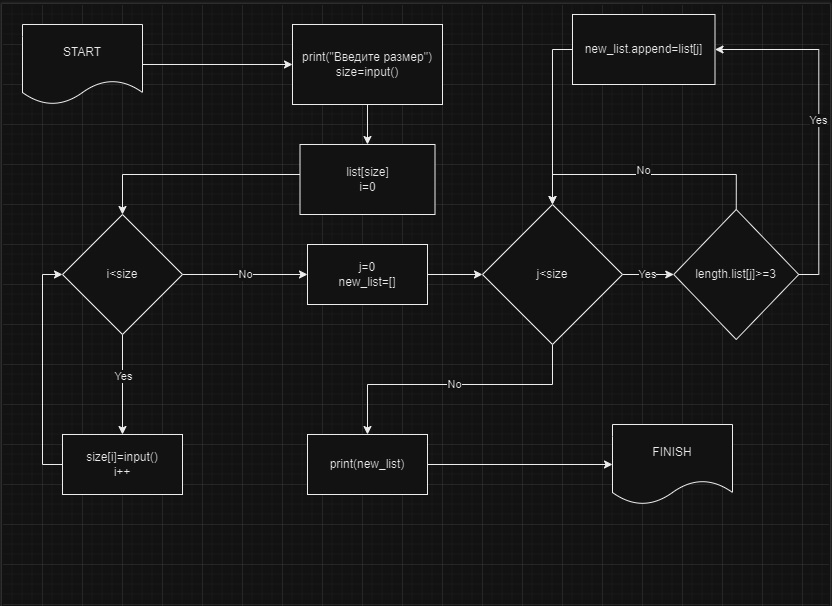 START
print("Введите размер")
size=input()
list[size]
i=0
i<size
Yes
size[i]=input()
i++
No
j=0
new_list=[]
j<size
Yes
length.list[j]>=3
No
Yes
new_list.append=list[j]
No
print(new_list)
FINISH